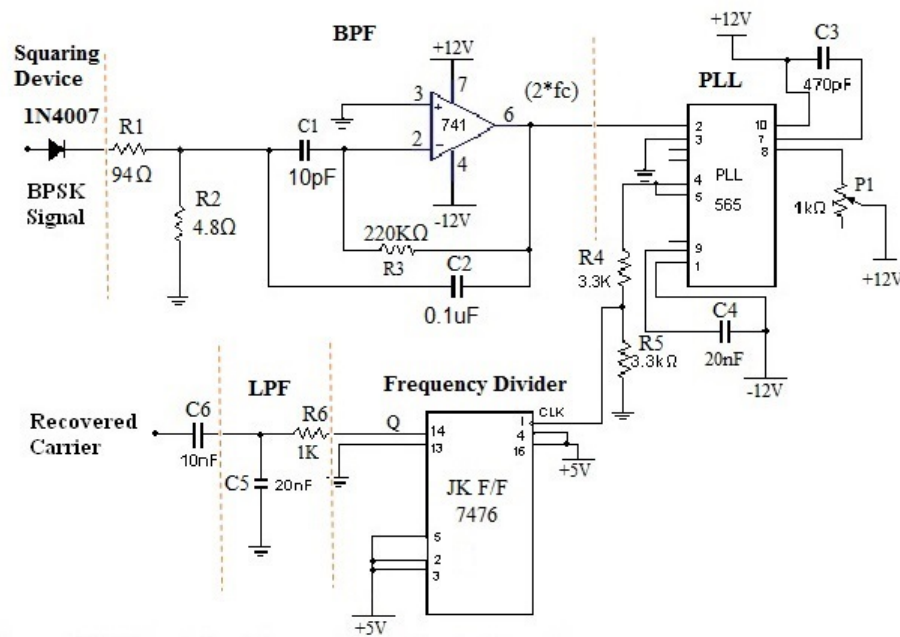 BPF
Squaring
Device
1N4007
BPSK
Signal
R1
94Ω
R2
4.8Ω
C1
10pF
+12V
3
+
7
741
2
-
4
6
-12V
(2*fc)
220KΩ
R3
C2
0.1uF
PLL
+12V
C3
470pF
2
3
4
5
9
1
10
7
8
PLL
565
P1
1kΩ
+12V
R4
3.3K
R5
3.3kΩ
C4
20nF
-12V
Frequency Divider
LPF
Recovered
Carrier
C6
10nF
C5
20nF
R6
1K
Q
14
13
1
CLK
4
16
+5V
JK F/F
7476
5
2
3
+5V